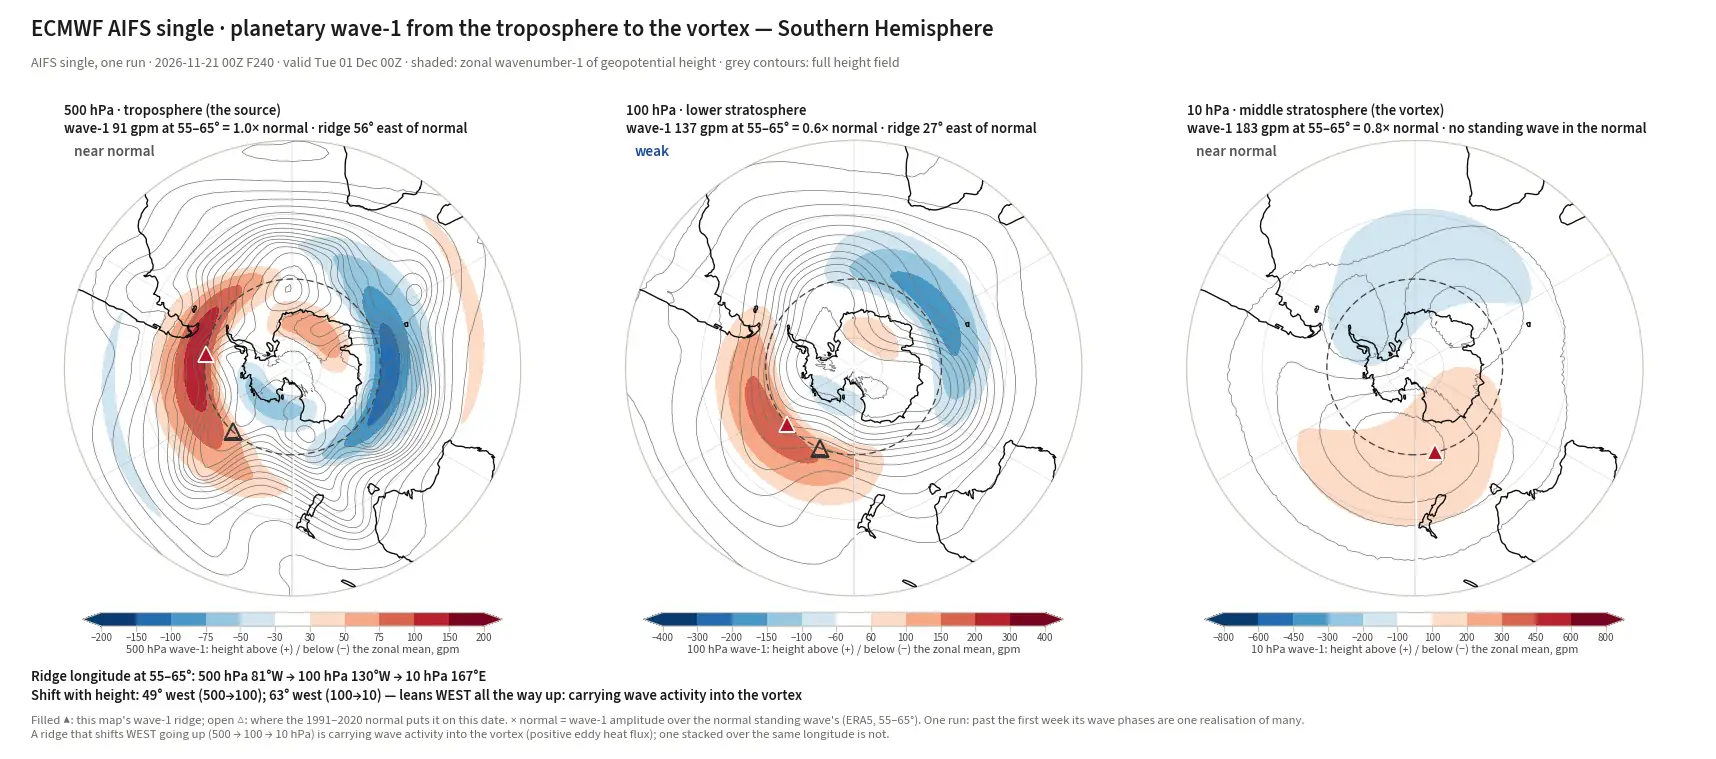 ECMWF AIFS single · planetary wave-1 from the troposphere to the vortex — Southern Hemisphere
AIFS single, one run · 2026-11-21 00Z F240 · valid Tue 01 Dec 00Z · shaded: zonal wavenumber-1 of geopotential height · grey contours: full height field
500 hPa · troposphere (the source)
wave-1 91 gpm at 55–65° = 1.0× normal · ridge 56° east of normal
near normal
100 hPa · lower stratosphere
wave-1 137 gpm at 55–65° = 0.6× normal · ridge 27° east of normal
weak
10 hPa · middle stratosphere (the vortex)
wave-1 183 gpm at 55–65° = 0.8× normal · no standing wave in the normal
near normal
−200 −150 −100 −75 −50 −30 30 50 75 100 150 200
500 hPa wave-1: height above (+) / below (−) the zonal mean, gpm
−400 −300 −200 −150 −100 −60 60 100 150 200 300 400
100 hPa wave-1: height above (+) / below (−) the zonal mean, gpm
−800 −600 −450 −300 −200 −100 100 200 300 450 600 800
10 hPa wave-1: height above (+) / below (−) the zonal mean, gpm
Ridge longitude at 55–65°: 500 hPa 81°W → 100 hPa 130°W → 10 hPa 167°E
Shift with height: 49° west (500→100); 63° west (100→10) — leans WEST all the way up: carrying wave activity into the vortex
Filled ▲: this map's wave-1 ridge; open △: where the 1991–2020 normal puts it on this date. × normal = wave-1 amplitude over the normal standing wave's (ERA5, 55–65°). One run: past the first week its wave phases are one realisation of many.
A ridge that shifts WEST going up (500 → 100 → 10 hPa) is carrying wave activity into the vortex (positive eddy heat flux); one stacked over the same longitude is not.